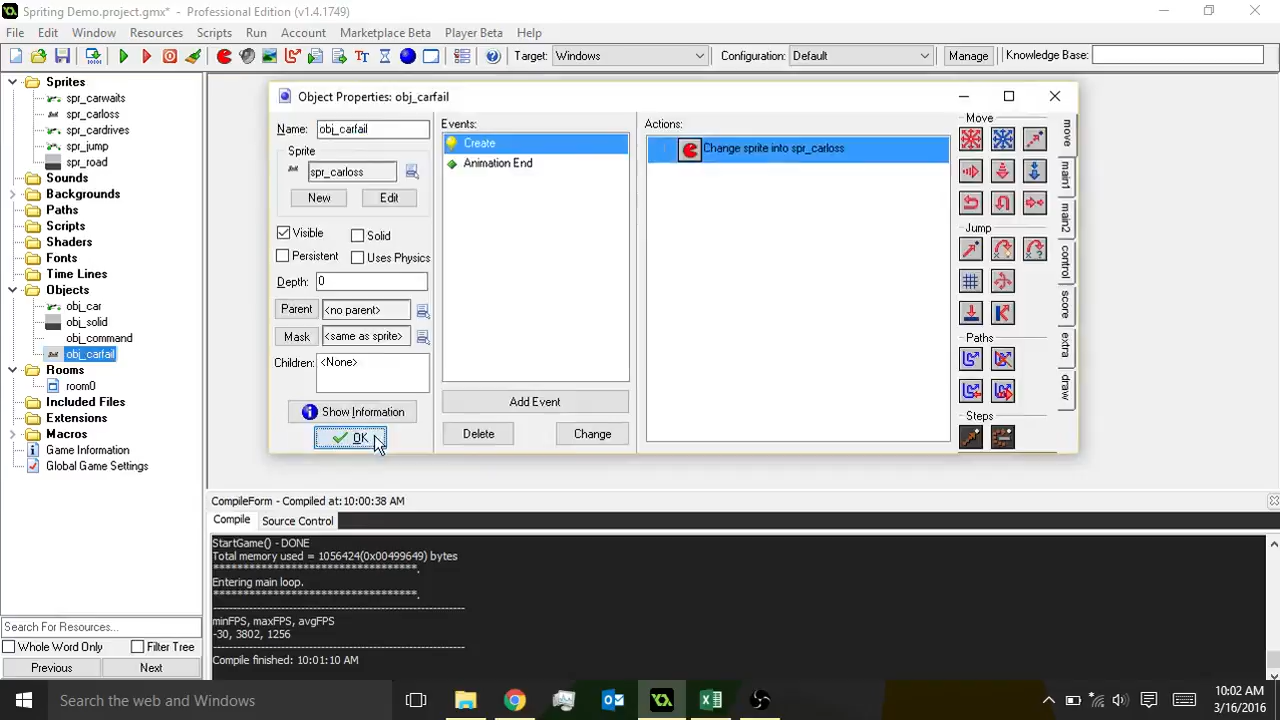 Spriting Demo.project.gmx* - Professional Edition (v1.4.1749)
File Edit Window Resources Scripts Run Account Marketplace Beta Player Beta Help
Target: Windows Configuration: Default Manage Knowledge Base:
Sprites
spr_carwaits
spr_carloss
spr_cardrives
spr_jump
spr_road
Sounds
Backgrounds
Paths
Scripts
Shaders
Fonts
Time Lines
Objects
obj_car
obj_solid
obj_command
obj_carfail
Rooms
room0
Included Files
Extensions
Macros
Game Information
Global Game Settings
Search For Resources...
Whole Word Only Filter Tree
Previous Next
Object Properties: obj_carfail
Name: obj_carfail
Sprite
spr_carloss
New Edit
Visible Solid
Persistent Uses Physics
Depth: 0
Parent <no parent>
Mask <same as sprite>
Children: <None>
Show Information
OK
Events:
Create
Animation End
Add Event
Delete Change
Actions:
Change sprite into spr_carloss
Move
Jump
Paths
Steps
move
main1
main2
control
score
extra
draw
CompileForm - Compiled at:10:00:38 AM
Compile Source Control
StartGame() - DONE
Total memory used = 1056424(0x00499649) bytes
***********************************.
Entering main loop.
***********************************.
minFPS, maxFPS, avgFPS
-30, 3802, 1256
Compile finished: 10:01:10 AM
Search the web and Windows
10:02 AM
3/16/2016